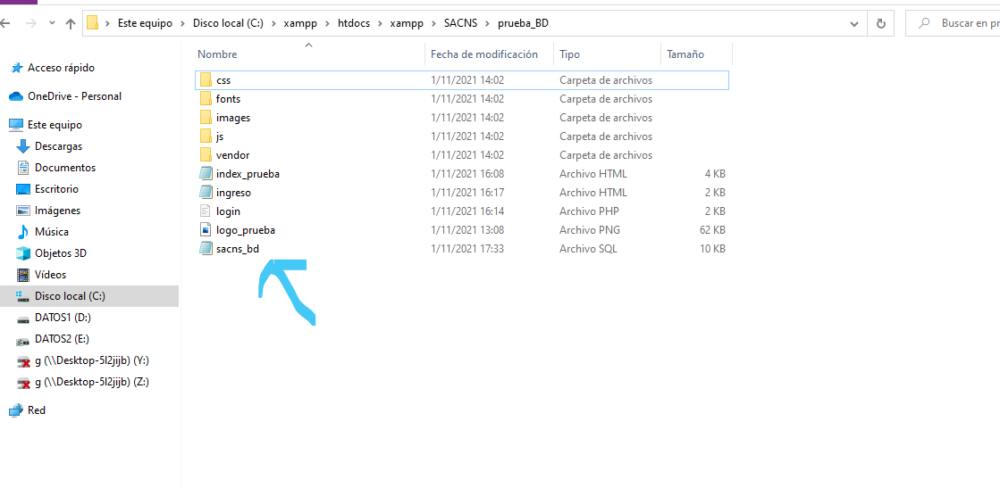 Este equipo > Disco local (C:) > xampp > htdocs > xampp > SACNS > prueba_BD
Buscar en pr
Nombre Fecha de modificación Tipo Tamaño
Acceso rápido
OneDrive - Personal
Este equipo
Descargas
Documentos
Escritorio
Imágenes
Música
Objetos 3D
Vídeos
Disco local (C:)
DATOS1 (D:)
DATOS2 (E:)
g (\\Desktop-5l2jijb) (Y:)
g (\\Desktop-5l2jijb) (Z:)
Red
css 1/11/2021 14:02 Carpeta de archivos
fonts 1/11/2021 14:02 Carpeta de archivos
images 1/11/2021 14:02 Carpeta de archivos
js 1/11/2021 14:02 Carpeta de archivos
vendor 1/11/2021 14:02 Carpeta de archivos
index_prueba 1/11/2021 16:08 Archivo HTML 4 KB
ingreso 1/11/2021 16:17 Archivo HTML 2 KB
login 1/11/2021 16:14 Archivo PHP 2 KB
logo_prueba 1/11/2021 13:08 Archivo PNG 62 KB
sacns_bd 1/11/2021 17:33 Archivo SQL 10 KB